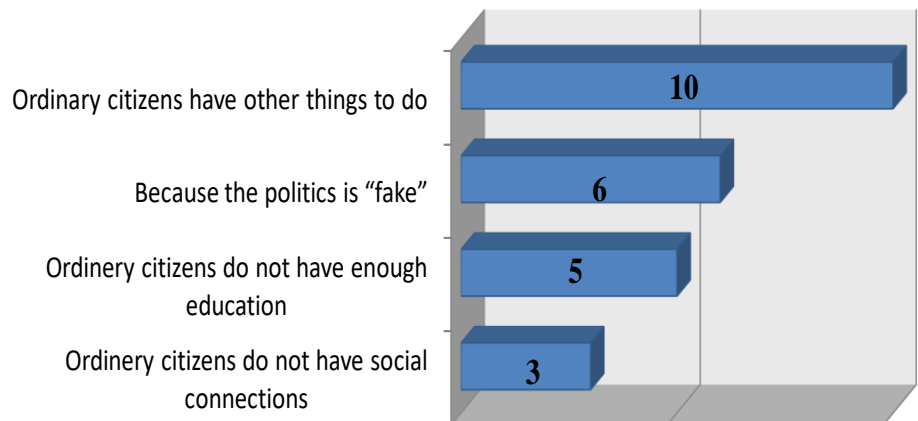 Ordinary citizens have other things to do
10
Because the politics is “fake”
6
Ordinery citizens do not have enough
education
5
Ordinery citizens do not have social
connections
3